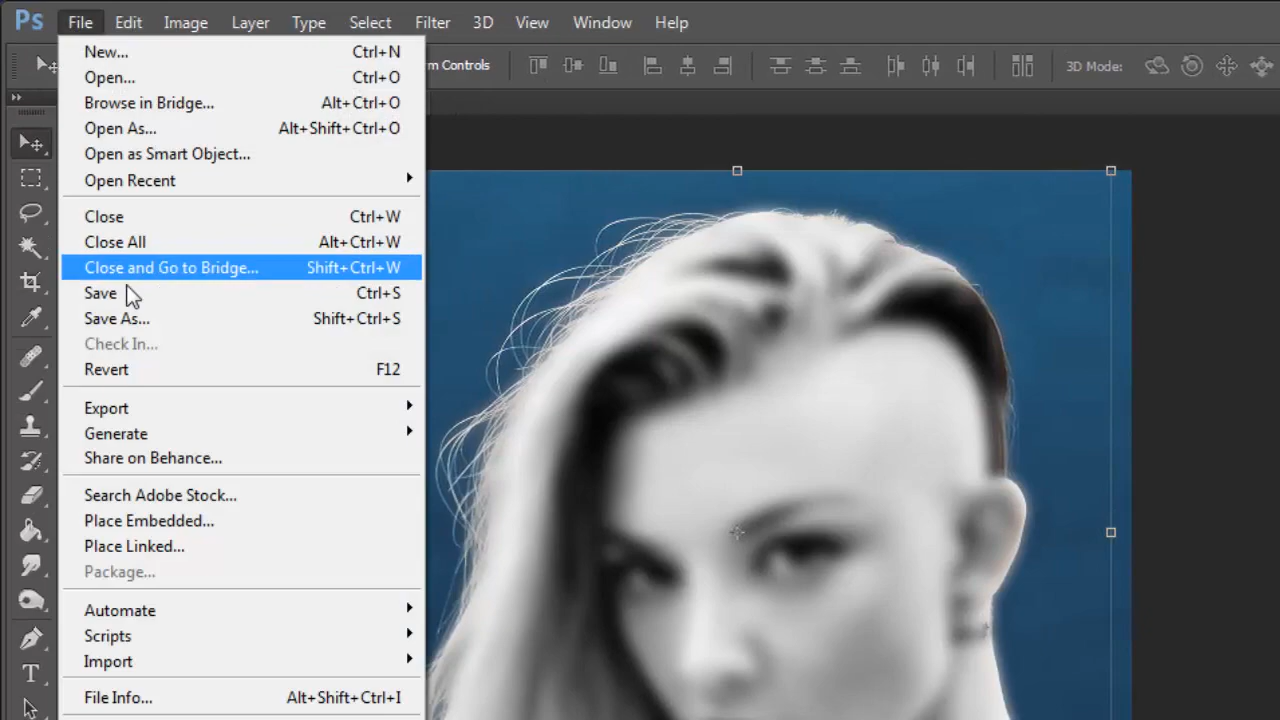 Ps File Edit Image Layer Type Select Filter 3D View Window Help
m Controls 3D Mode:
New... Ctrl+N
Open... Ctrl+O
Browse in Bridge... Alt+Ctrl+O
Open As... Alt+Shift+Ctrl+O
Open as Smart Object...
Open Recent
Close Ctrl+W
Close All Alt+Ctrl+W
Close and Go to Bridge... Shift+Ctrl+W
Save Ctrl+S
Save As... Shift+Ctrl+S
Check In...
Revert F12
Export
Generate
Share on Behance...
Search Adobe Stock...
Place Embedded...
Place Linked...
Package...
Automate
Scripts
Import
File Info... Alt+Shift+Ctrl+I